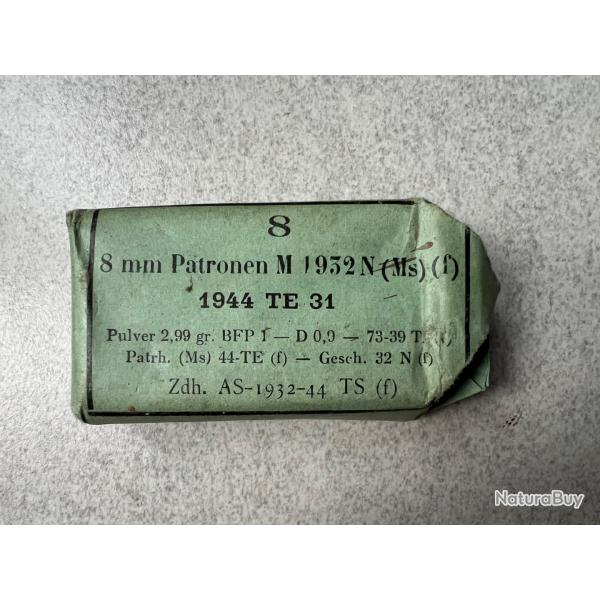 8
8 mm Patronen M 1932 N (Ms) (f)
1944 TE 31
Pulver 2,99 gr. BFP 1 — D 0,9 — 73-39
Patrh. (Ms) 44-TE (f) — Gesch. 32 N (f)
Zdh. AS-1932-44 TS (f)
NaturaBuy